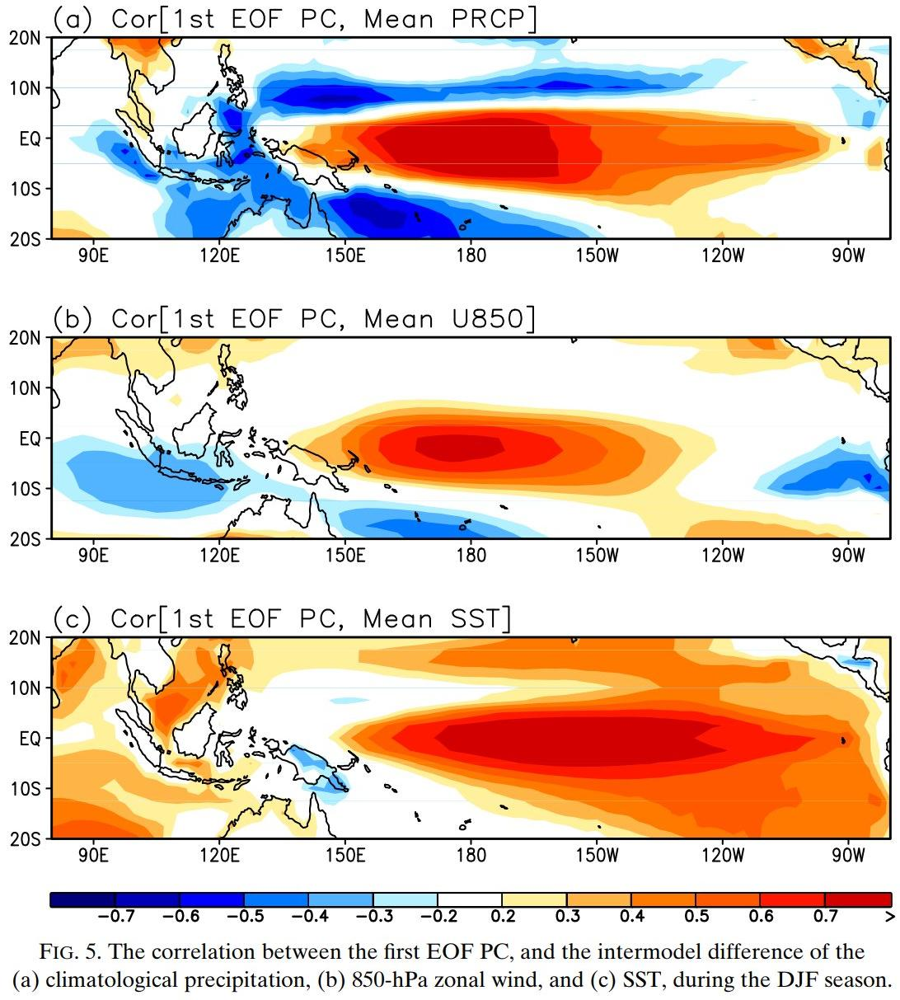 (a) Cor[1st EOF PC, Mean PRCP]
20N
10N
EQ
10S
20S
90E 120E 150E 180 150W 120W 90W
(b) Cor[1st EOF PC, Mean U850]
20N
10N
EQ
10S
20S
90E 120E 150E 180 150W 120W 90W
(c) Cor[1st EOF PC, Mean SST]
20N
10N
EQ
10S
20S
90E 120E 150E 180 150W 120W 90W
−0.7 −0.6 −0.5 −0.4 −0.3 −0.2 0.2 0.3 0.4 0.5 0.6 0.7 >
FIG. 5. The correlation between the first EOF PC, and the intermodel difference of the
(a) climatological precipitation, (b) 850-hPa zonal wind, and (c) SST, during the DJF season.